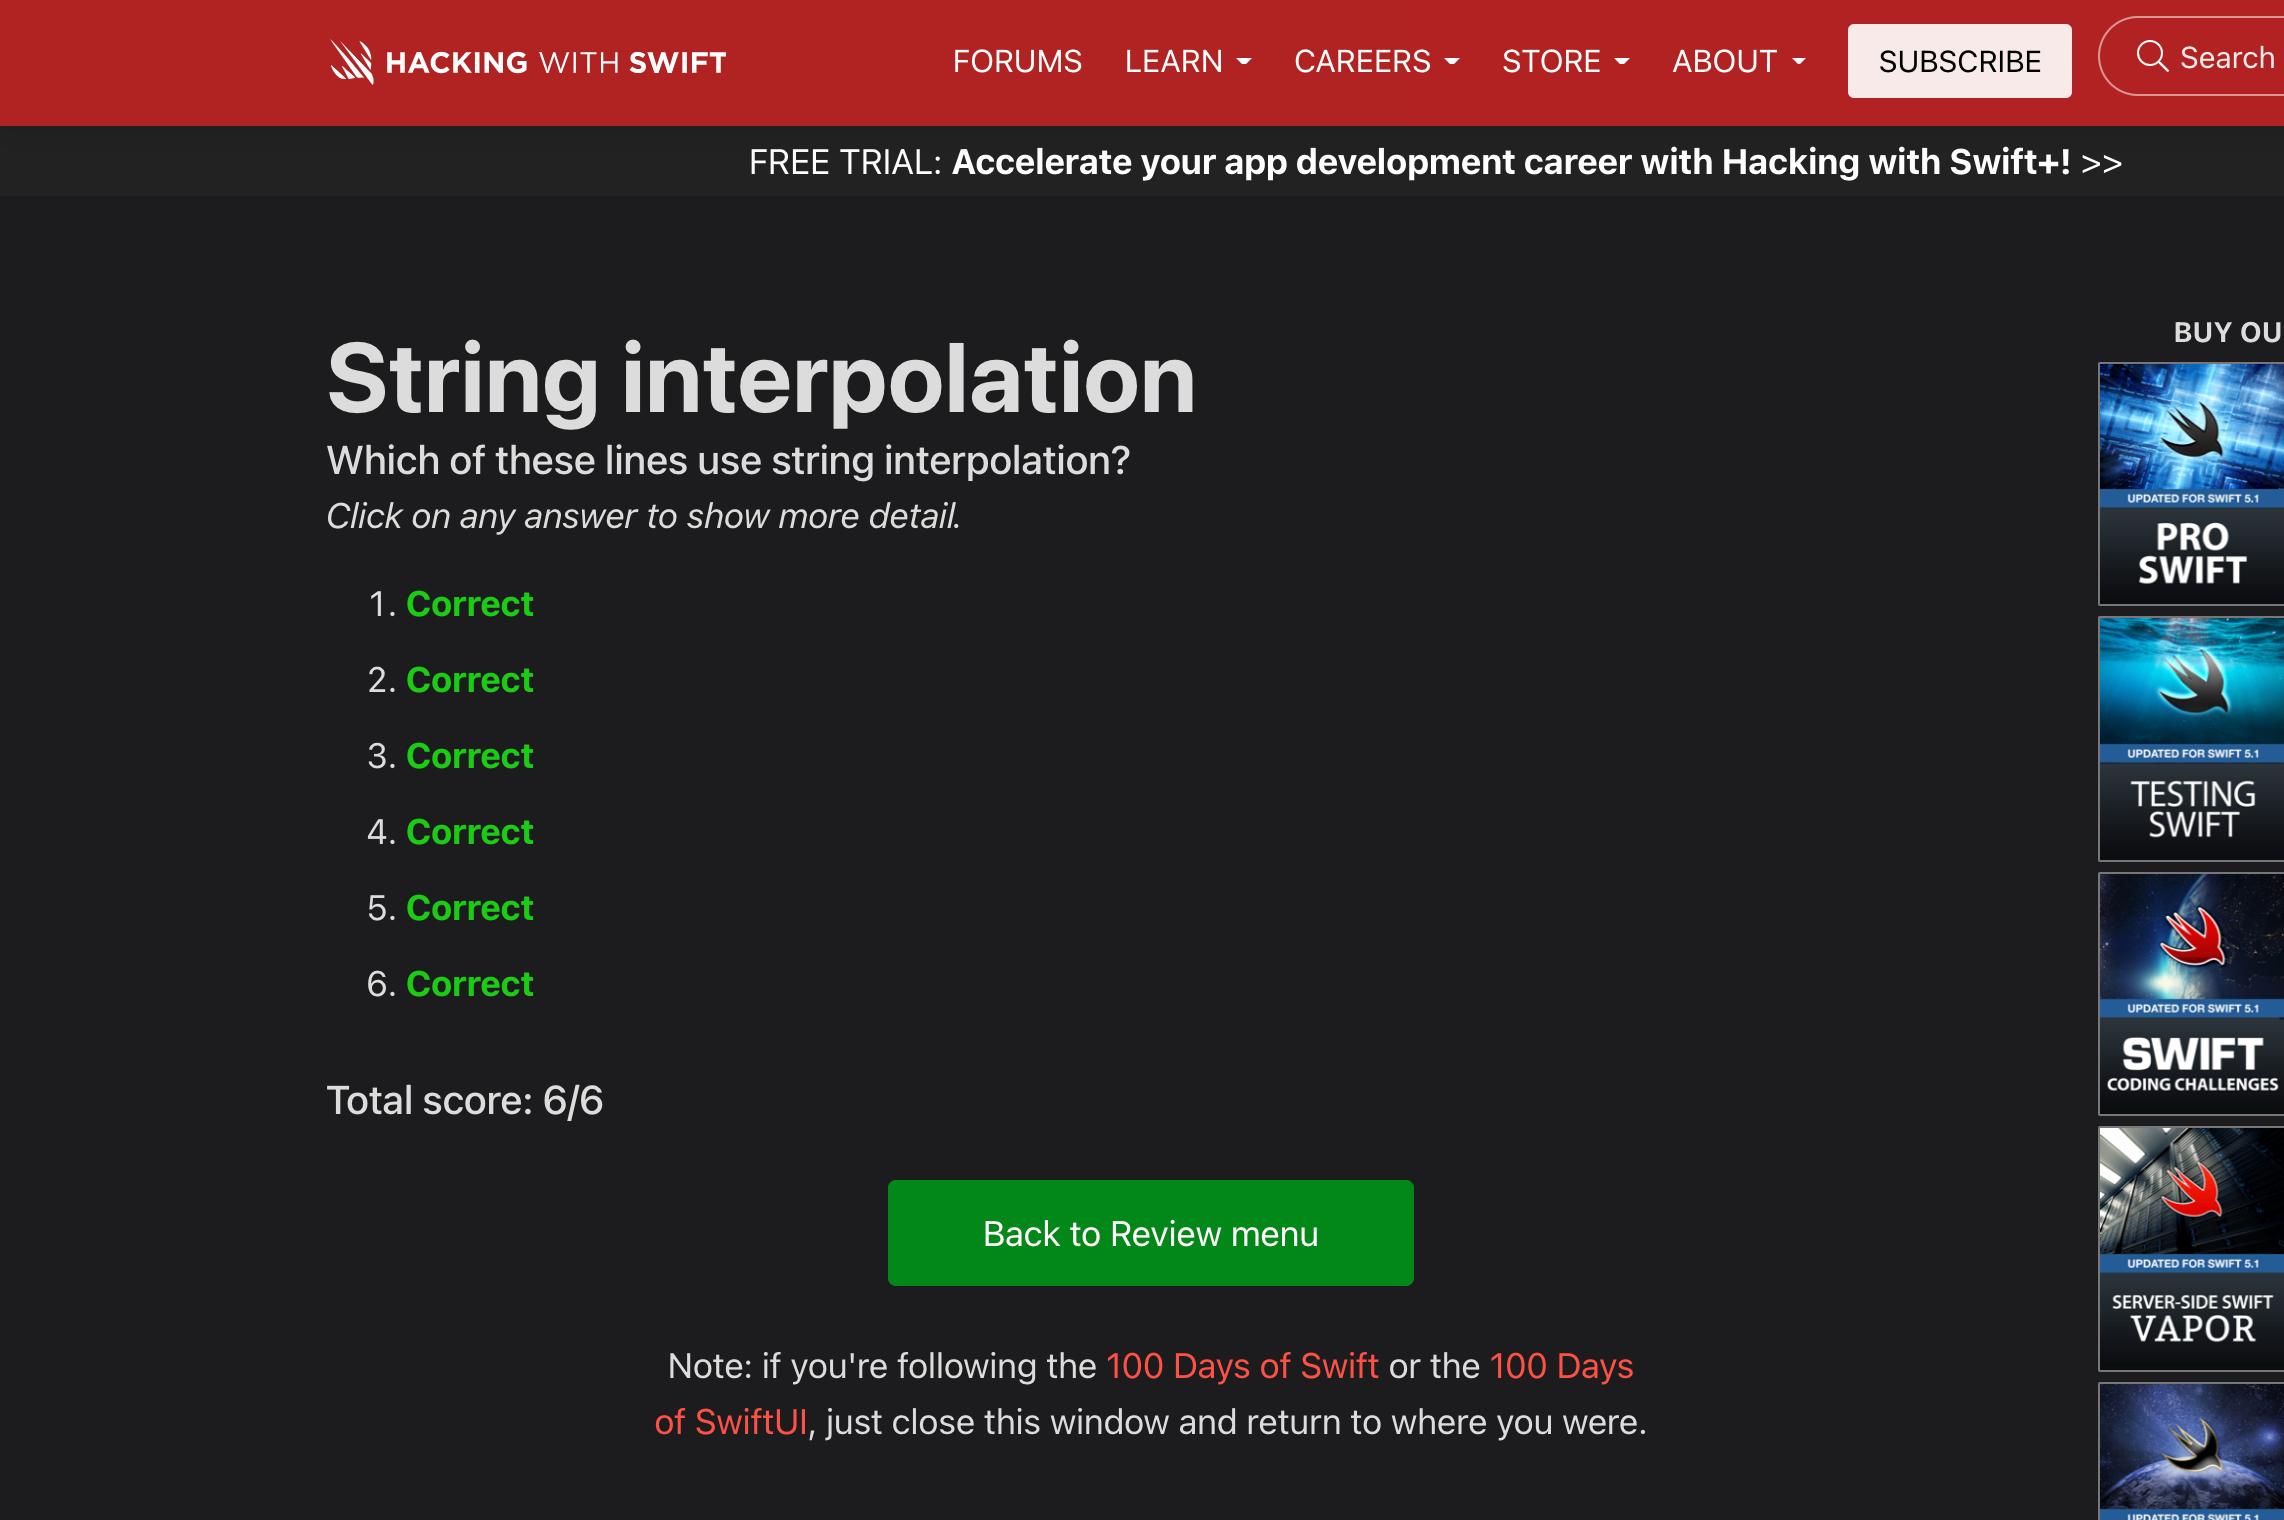 HACKING WITH SWIFT
FORUMS
LEARN
CAREERS
STORE
ABOUT
SUBSCRIBE
Search
FREE TRIAL: Accelerate your app development career with Hacking with Swift+! >>
String interpolation
Which of these lines use string interpolation?
Click on any answer to show more detail.
1. Correct
2. Correct
3. Correct
4. Correct
5. Correct
6. Correct
Total score: 6/6
Back to Review menu
Note: if you're following the 100 Days of Swift or the 100 Days
of SwiftUI, just close this window and return to where you were.
BUY OU
UPDATED FOR SWIFT 5.1
PRO
SWIFT
UPDATED FOR SWIFT 5.1
TESTING
SWIFT
UPDATED FOR SWIFT 5.1
SWIFT
CODING CHALLENGES
UPDATED FOR SWIFT 5.1
SERVER-SIDE SWIFT
VAPOR
UPDATED FOR SWIFT 5.1